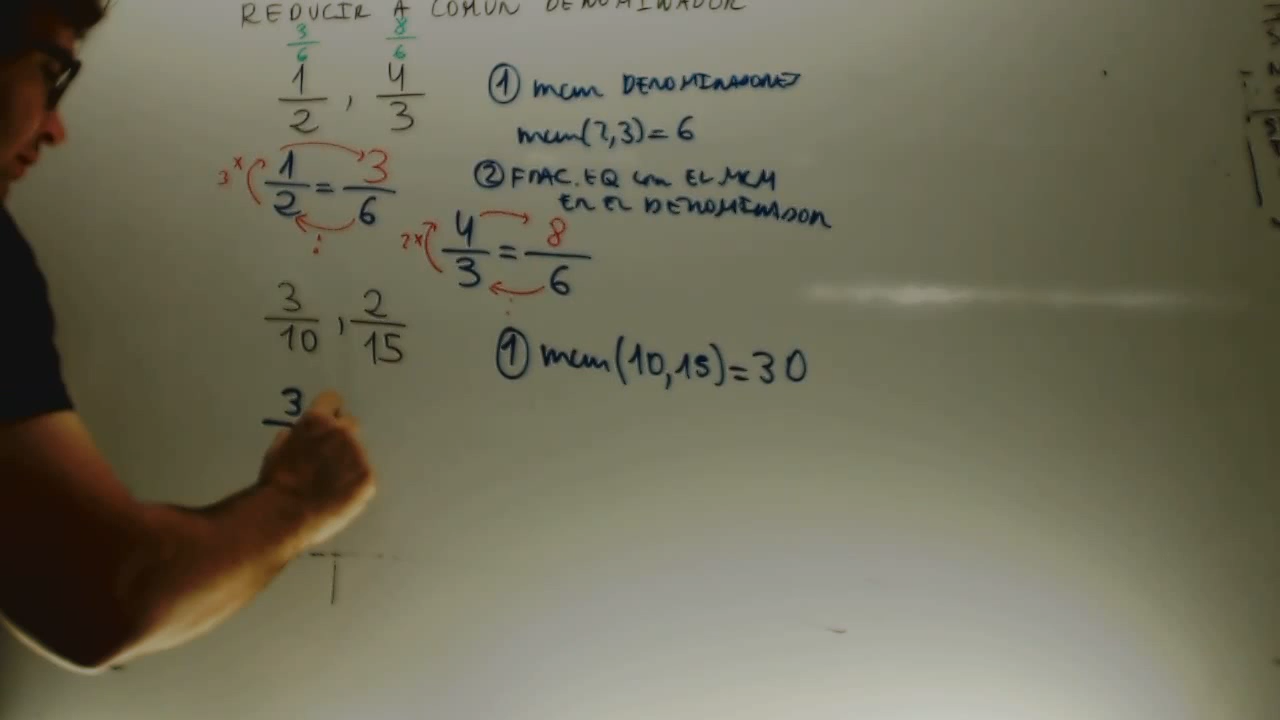 REDUCIR A COMUN DENOMINADOR
3/6 8/6
1/2 , 4/3
① mcm DENOMINADORES
mcm(2,3)=6
② FRAC. EQ con EL MCM
EN EL DENOMINADOR
3x 1/2 = 3/6
:
2x 4/3 = 8/6
:
3/10 , 2/15
① mcm(10,15)=30
3